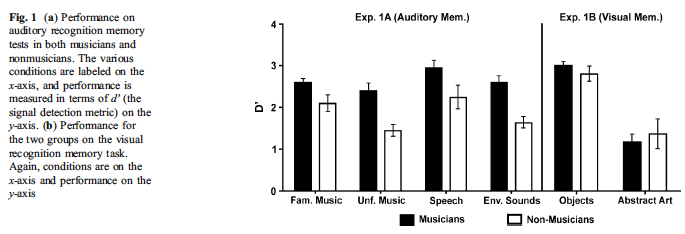 Fig. 1 (a) Performance on
auditory recognition memory
tests in both musicians and
nonmusicians. The various
conditions are labeled on the
x-axis, and performance is
measured in terms of d′ (the
signal detection metric) on the
y-axis. (b) Performance for
the two groups on the visual
recognition memory task.
Again, conditions are on the
x-axis and performance on the
y-axis
Exp. 1A (Auditory Mem.)
Exp. 1B (Visual Mem.)
4
3
2
1
0
D'
Fam. Music
Unf. Music
Speech
Env. Sounds
Objects
Abstract Art
Musicians
Non-Musicians